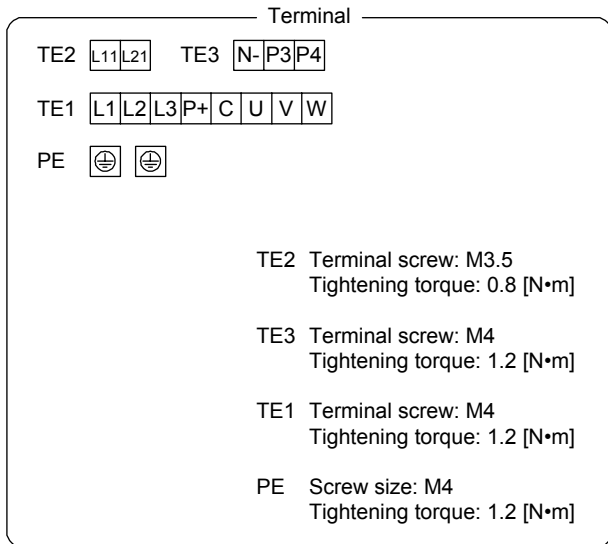 Terminal
TE2 L11 L21 TE3 N- P3 P4
TE1 L1 L2 L3 P+ C U V W
PE
TE2 Terminal screw: M3.5
Tightening torque: 0.8 [N•m]
TE3 Terminal screw: M4
Tightening torque: 1.2 [N•m]
TE1 Terminal screw: M4
Tightening torque: 1.2 [N•m]
PE Screw size: M4
Tightening torque: 1.2 [N•m]